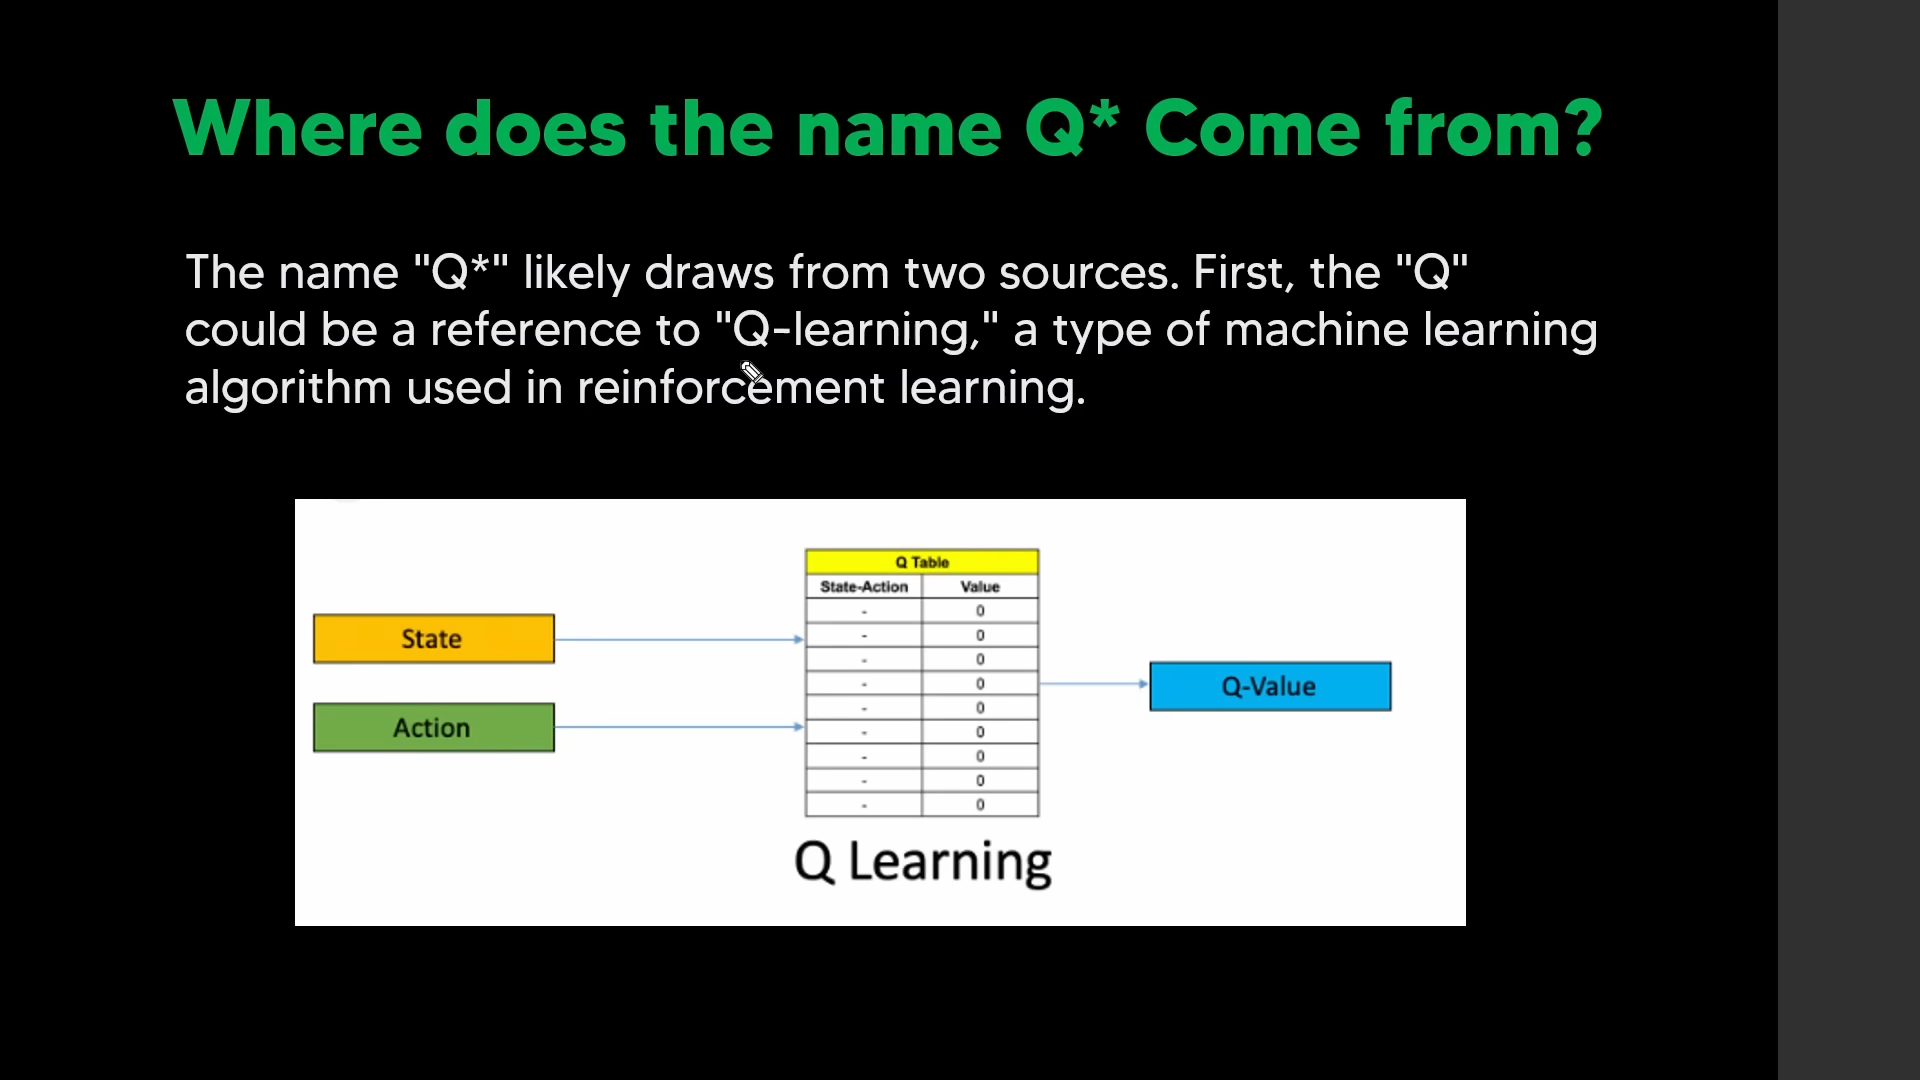 Where does the name Q* Come from?
The name "Q*" likely draws from two sources. First, the "Q"
could be a reference to "Q-learning," a type of machine learning
algorithm used in reinforcement learning.
Q Table
State-Action Value
- 0
- 0
- 0
- 0
- 0
- 0
- 0
- 0
- 0
State
Action
Q-Value
Q Learning